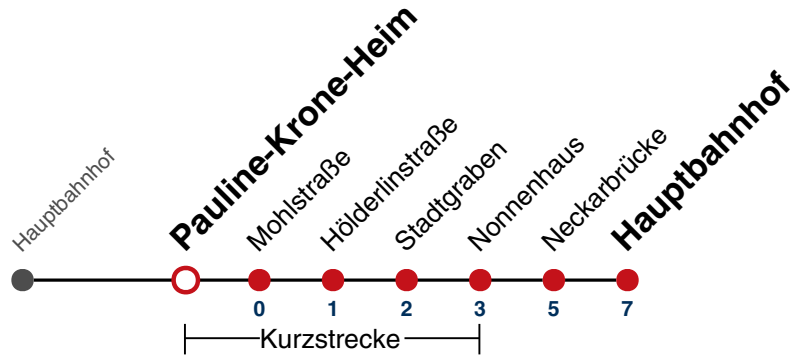 Hauptbahnhof
Pauline-Krone-Heim
Mohlstraße
Hölderlinstraße
Stadtgraben
Nonnenhaus
Neckarbrücke
Hauptbahnhof
0 1 2 3 5 7
Kurzstrecke